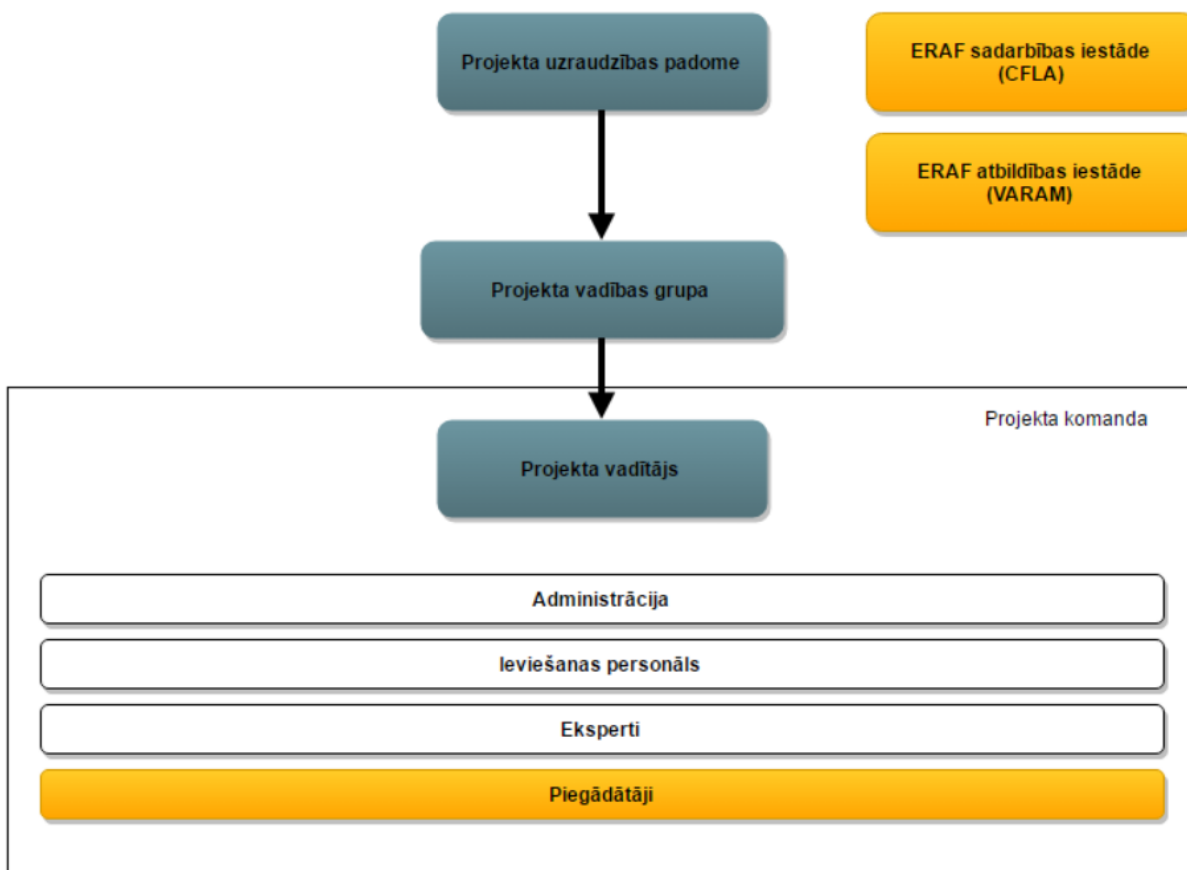 Projekta uzraudzības padome
ERAF sadarbības iestāde
(CFLA)
ERAF atbildības iestāde
(VARAM)
Projekta vadības grupa
Projekta komanda
Projekta vadītājs
Administrācija
Ieviešanas personāls
Eksperti
Piegādātāji